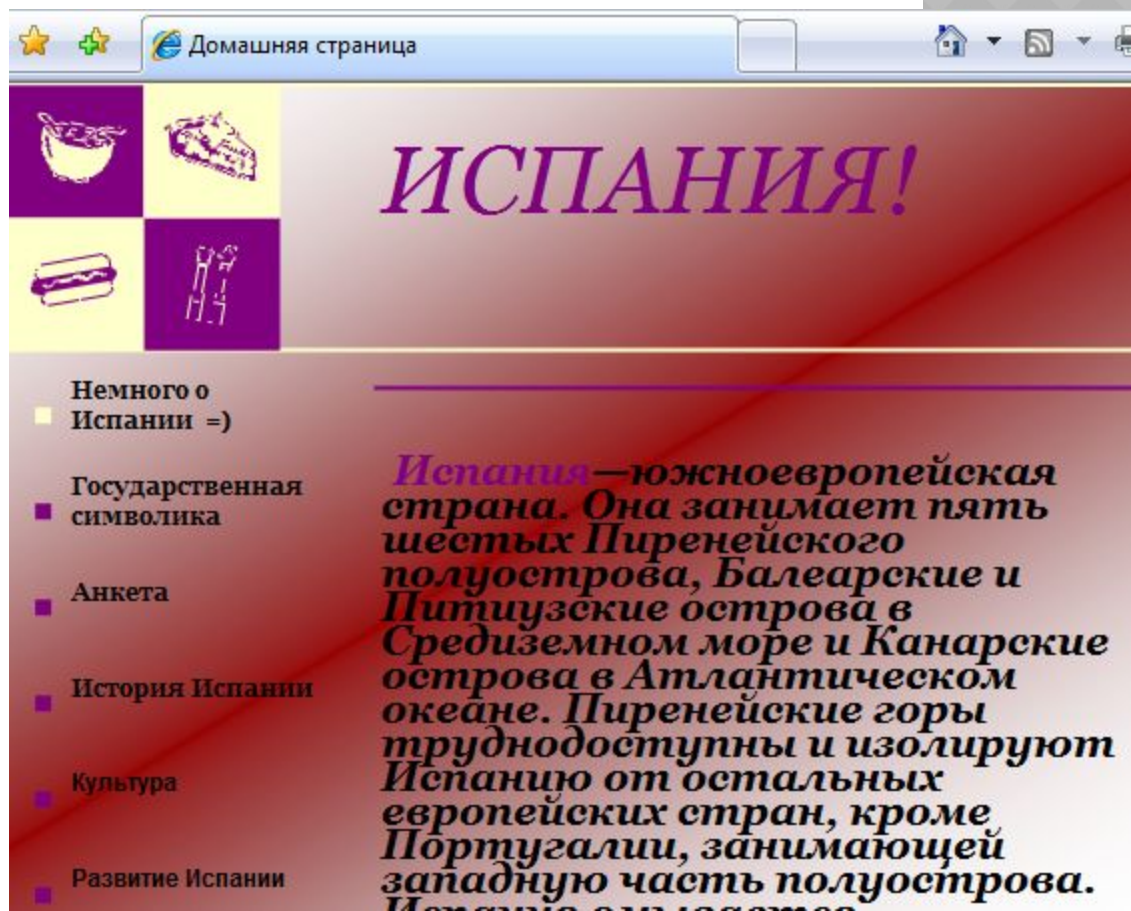 Домашняя страница
ИСПАНИЯ!
Немного о
Испании =)
Государственная
символика
Анкета
История Испании
Культура
Развитие Испании
Испания—южноевропейская
страна. Она занимает пять
шестых Пиренейского
полуострова, Балеарские и
Питиузские острова в
Средиземном море и Канарские
острова в Атлантическом
океане. Пиренейские горы
труднодоступны и изолируют
Испанию от остальных
европейских стран, кроме
Португалии, занимающей
западную часть полуострова.